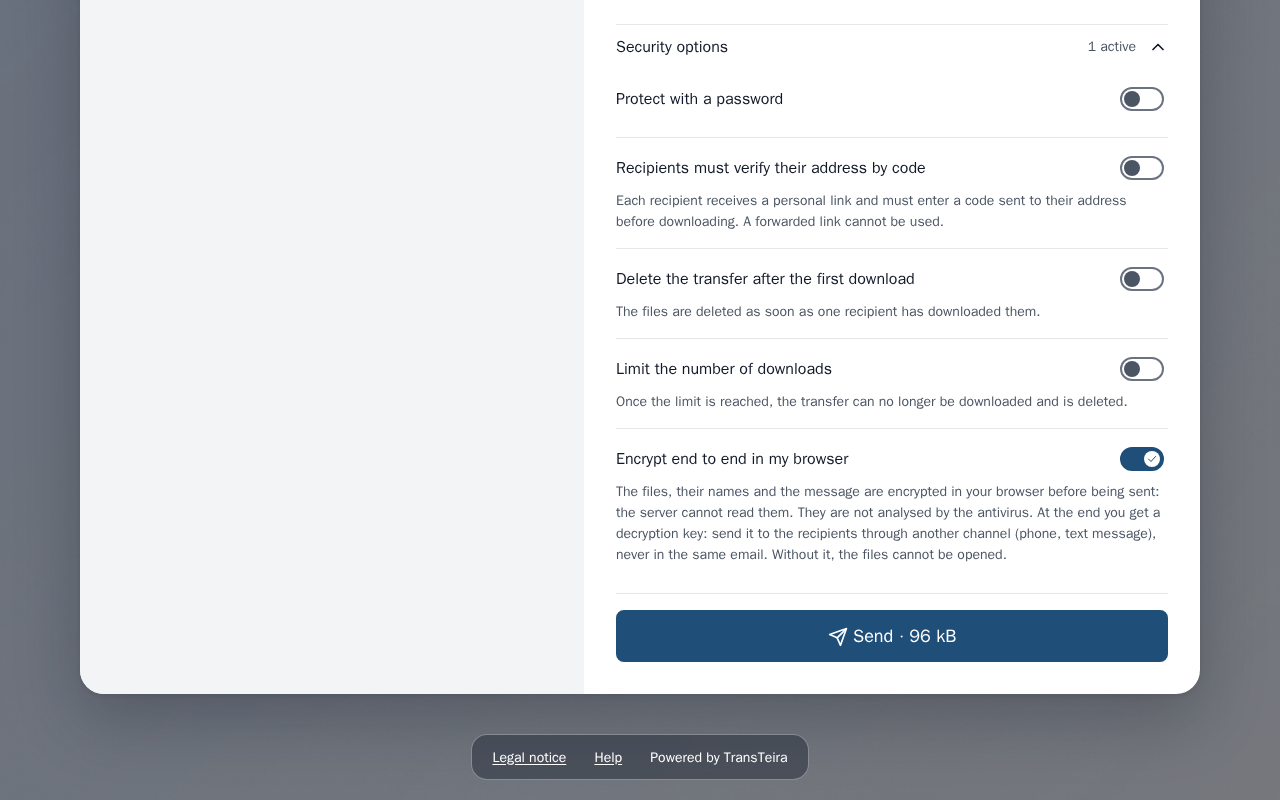 Security options
1 active
Protect with a password
Recipients must verify their address by code
Each recipient receives a personal link and must enter a code sent to their address
before downloading. A forwarded link cannot be used.
Delete the transfer after the first download
The files are deleted as soon as one recipient has downloaded them.
Limit the number of downloads
Once the limit is reached, the transfer can no longer be downloaded and is deleted.
Encrypt end to end in my browser
The files, their names and the message are encrypted in your browser before being sent:
the server cannot read them. They are not analysed by the antivirus. At the end you get a
decryption key: send it to the recipients through another channel (phone, text message),
never in the same email. Without it, the files cannot be opened.
Send · 96 kB
Legal notice
Help
Powered by TransTeira